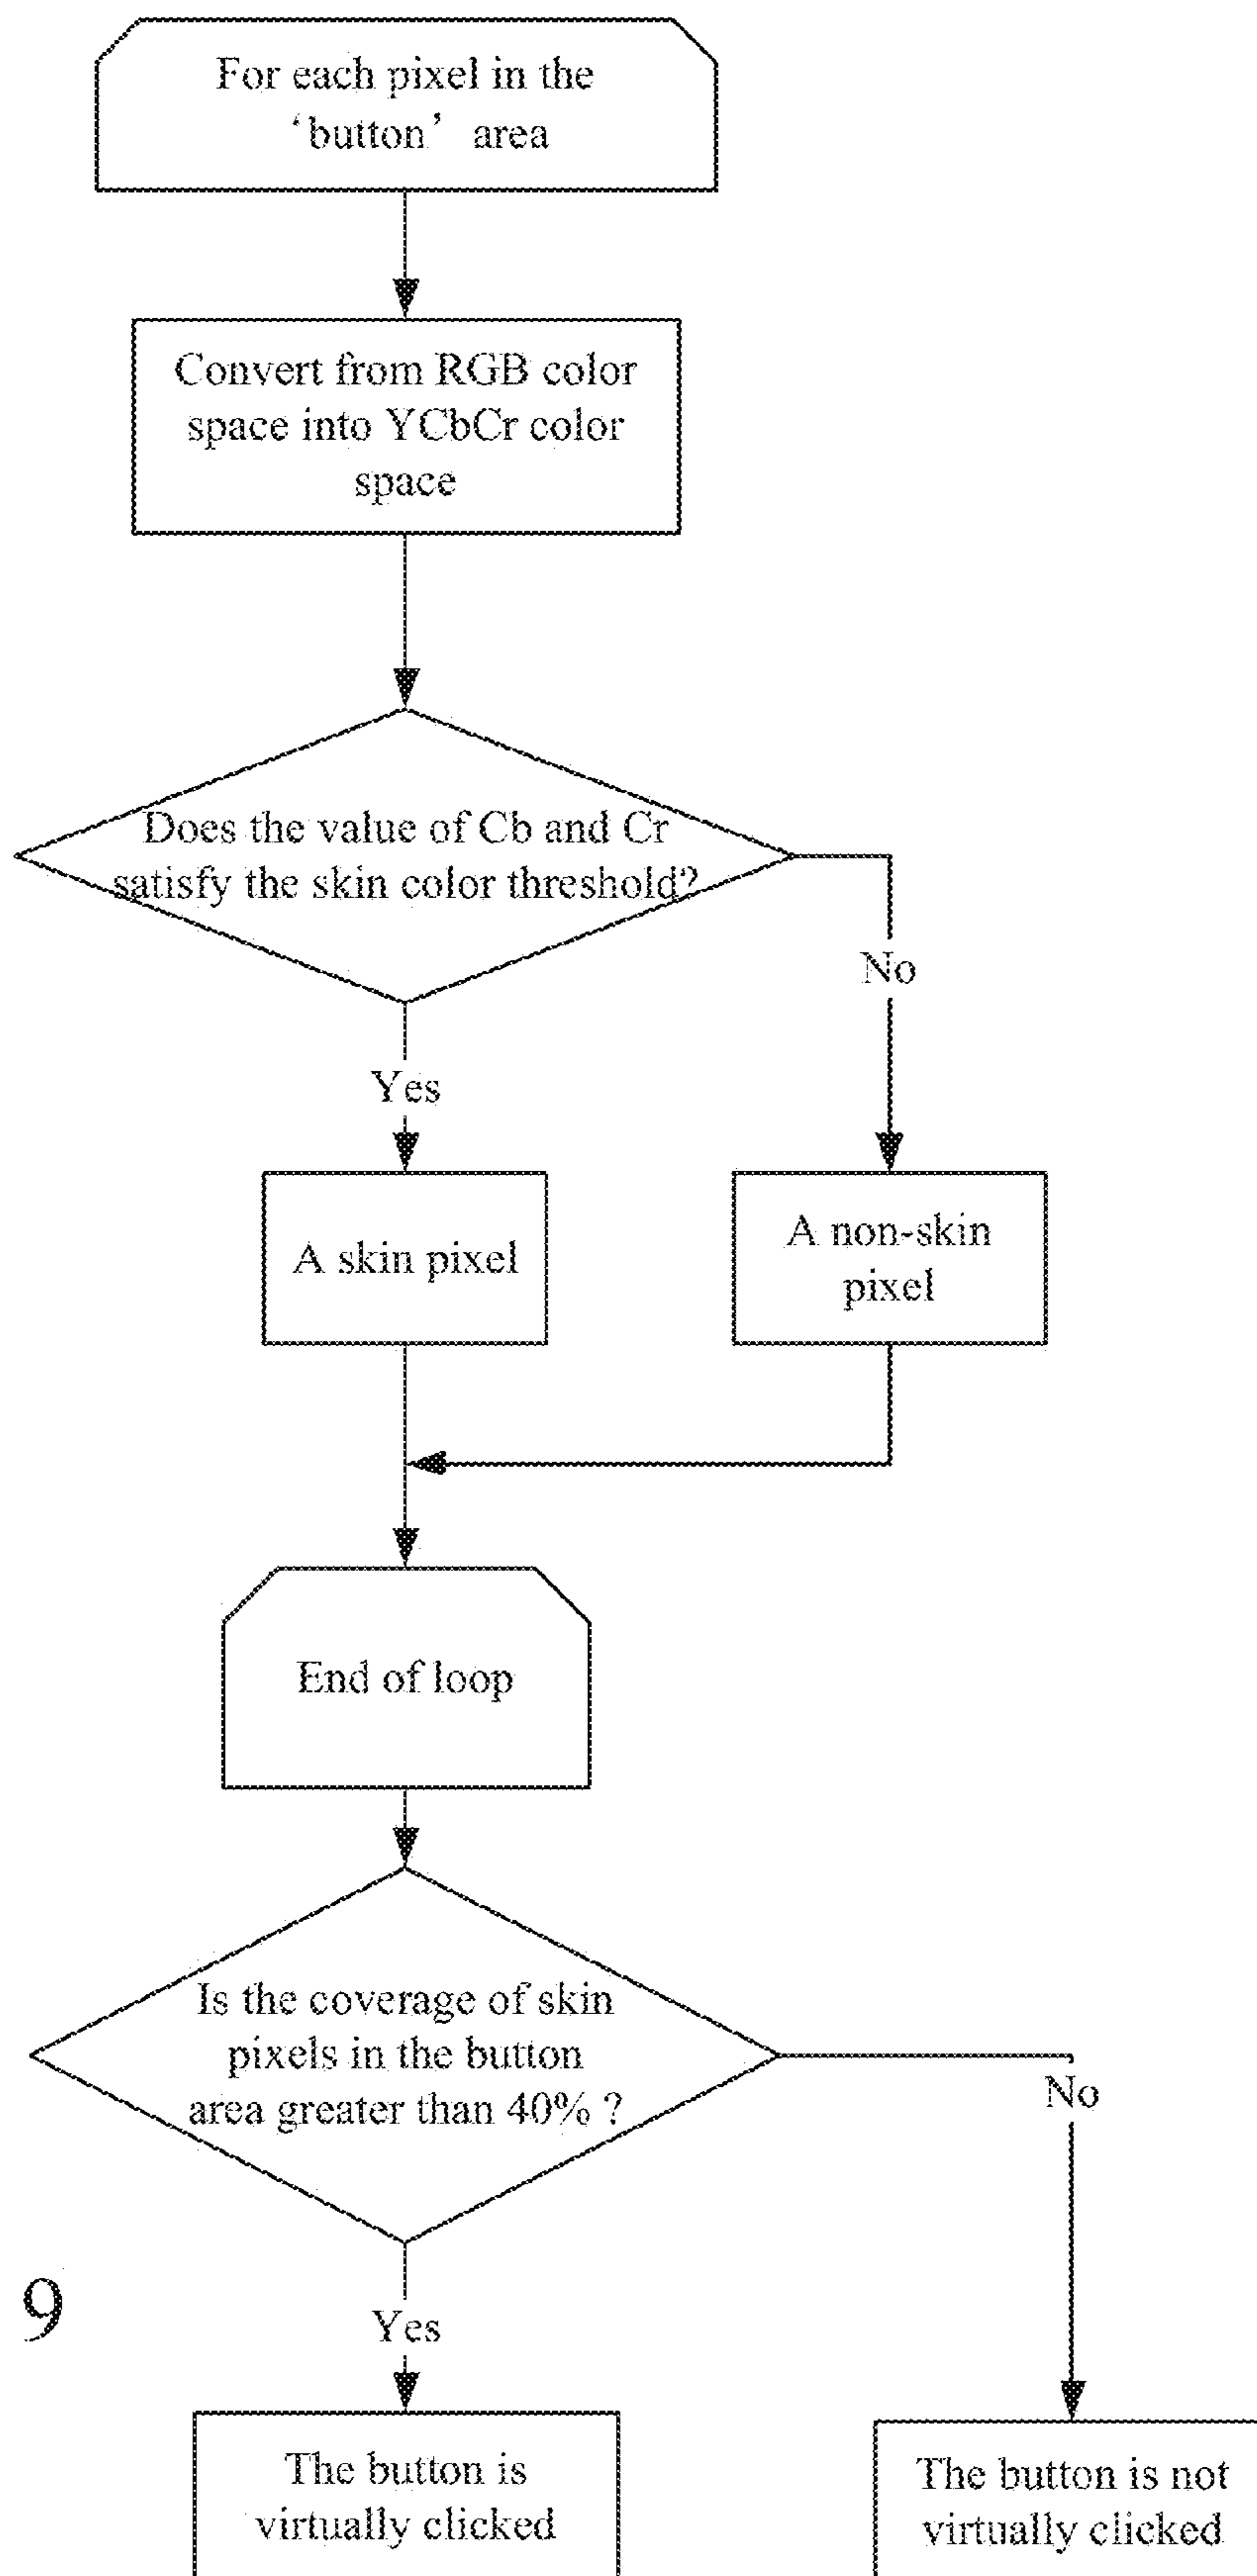 For each pixel in the
‘button’ area
Convert from RGB color
space into YCbCr color
space
Does the value of Cb and Cr
satisfy the skin color threshold?
No
Yes
A skin pixel
A non-skin
pixel
End of loop
Is the coverage of skin
pixels in the button
area greater than 40% ?
No
9
Yes
The button is
virtually clicked
The button is not
virtually clicked